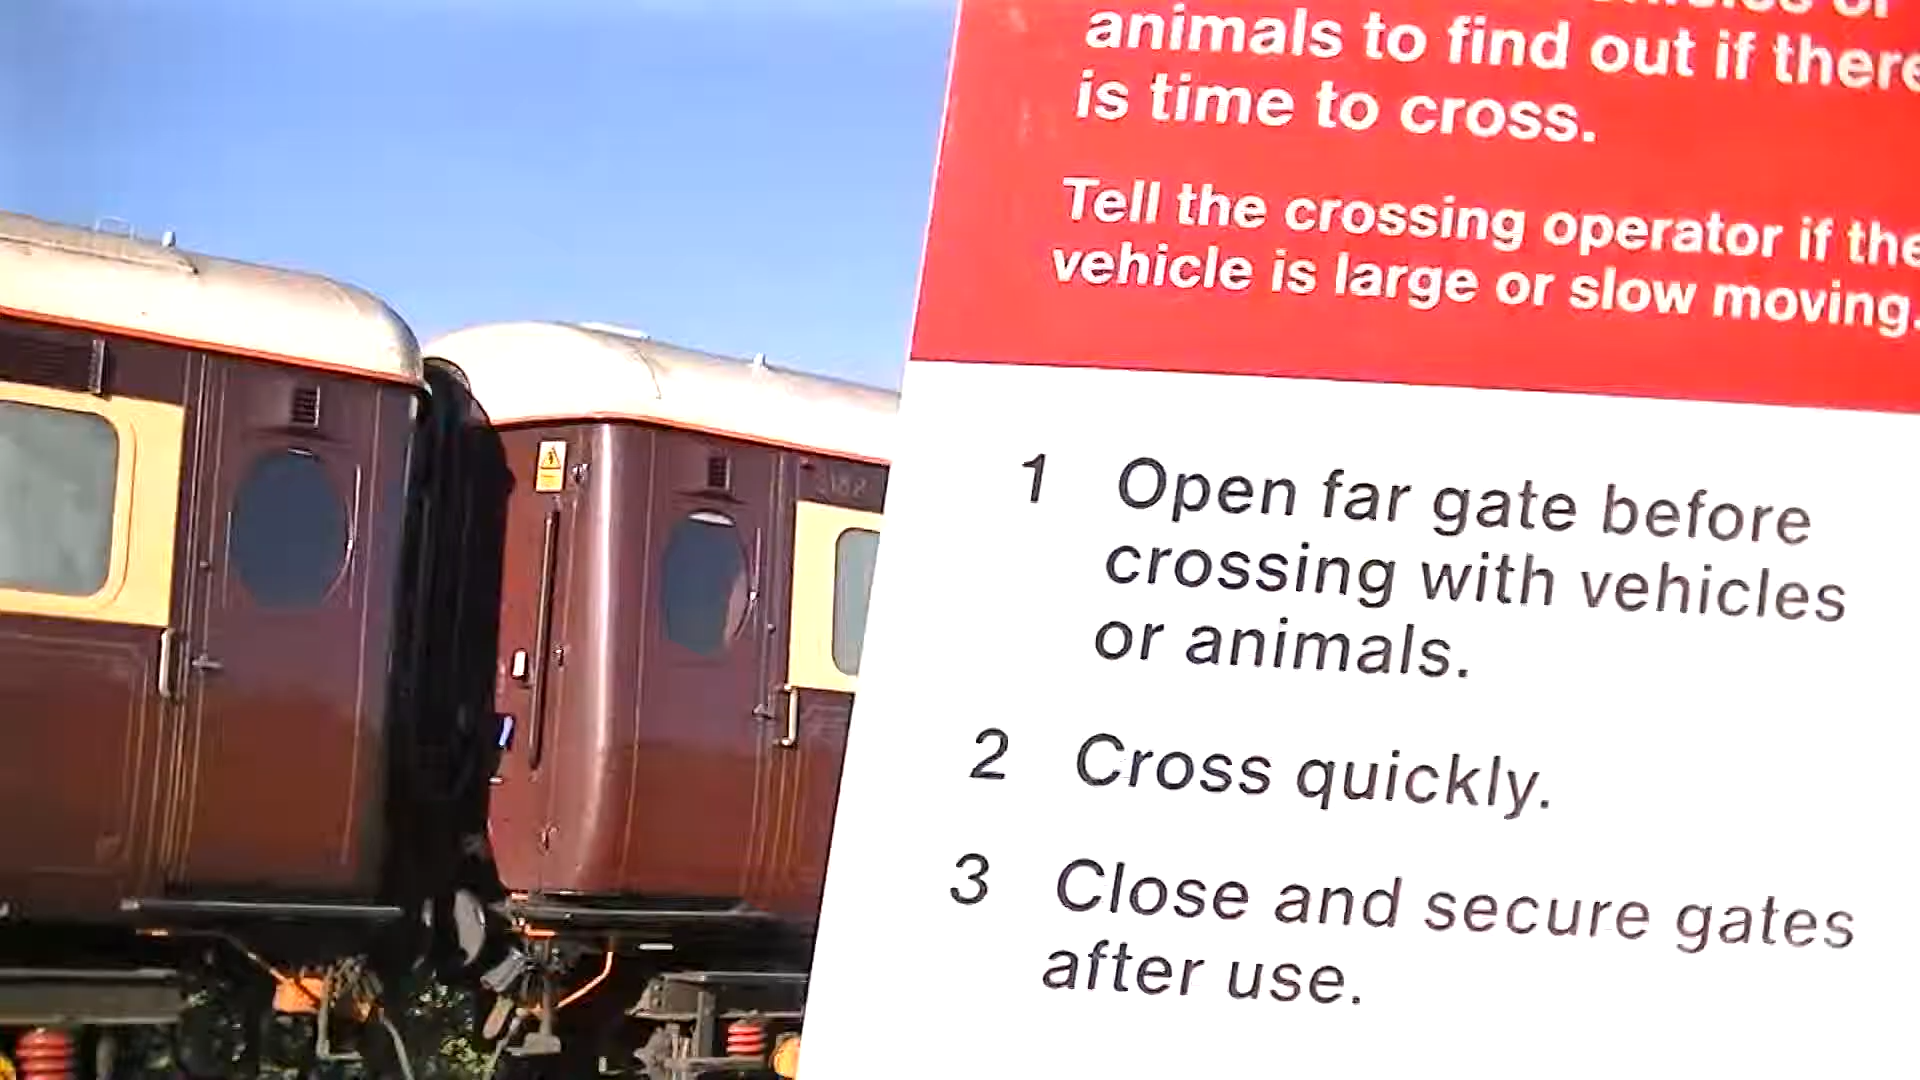 animals to find out if there
is time to cross.
Tell the crossing operator if the
vehicle is large or slow moving.
1 Open far gate before
crossing with vehicles
or animals.
2 Cross quickly.
3 Close and secure gates
after use.